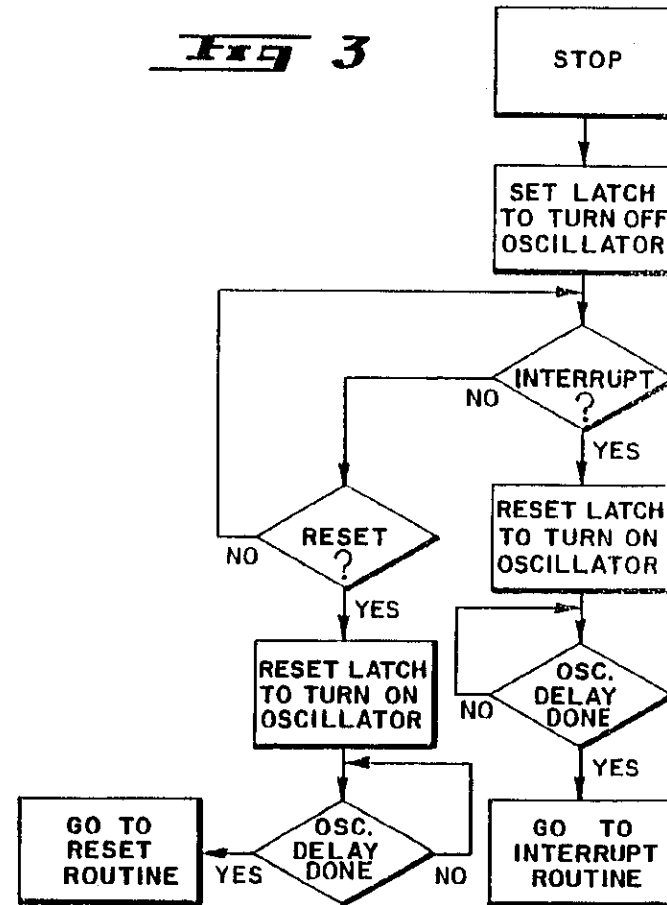 Fig 3
STOP
SET LATCH
TO TURN OFF
OSCILLATOR
INTERRUPT
?
NO
YES
RESET
?
NO
YES
RESET LATCH
TO TURN ON
OSCILLATOR
RESET LATCH
TO TURN ON
OSCILLATOR
OSC.
DELAY
DONE
NO
YES
OSC.
DELAY
DONE
YES
NO
GO TO
RESET
ROUTINE
GO TO
INTERRUPT
ROUTINE